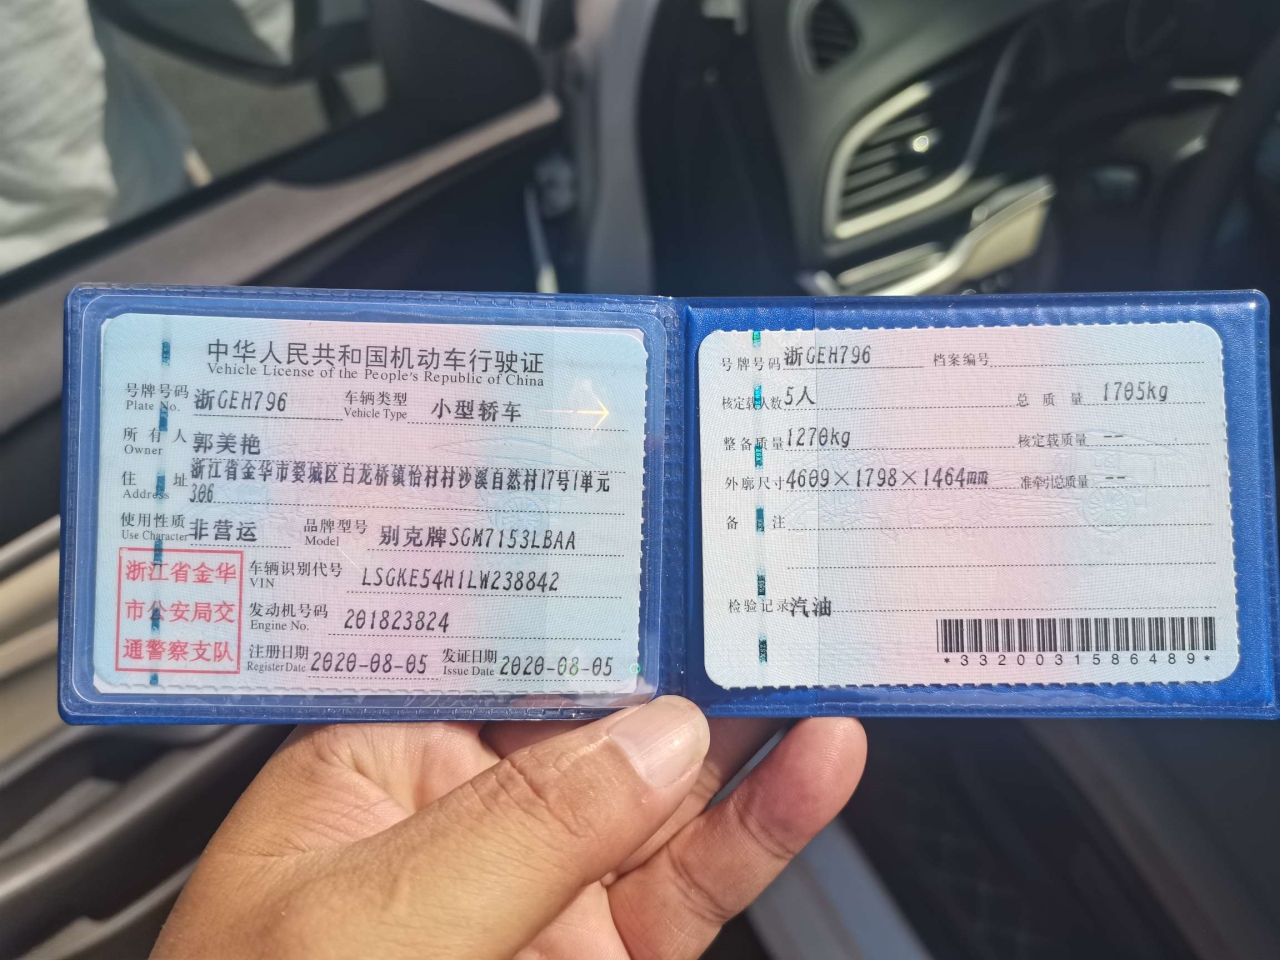 中华人民共和国机动车行驶证
Vehicle License of the People's Republic of China
号牌号码 浙GEH796 车辆类型 小型轿车
Plate No. Vehicle Type
所有人 郭美艳
Owner
住址 浙江省金华市婺城区白龙桥镇怡村村沙溪自然村17号1单元
Address 306
使用性质 非营运 品牌型号 别克牌SGM7153LBAA
Use Character Model
浙江省金华
市公安局交
通警察支队
车辆识别代号 LSGKE54H1LW238842
VIN
发动机号码 201823824
Engine No.
注册日期 2020-08-05 发证日期 2020-08-05
Register Date Issue Date
号牌号码 浙GEH796 档案编号
核定载人数 5人 总质量 1705kg
整备质量 1270kg 核定载质量 --
外廓尺寸 4609×1798×1464mm 准牵引总质量 --
备注
检验记录 汽油
*3320031586489*